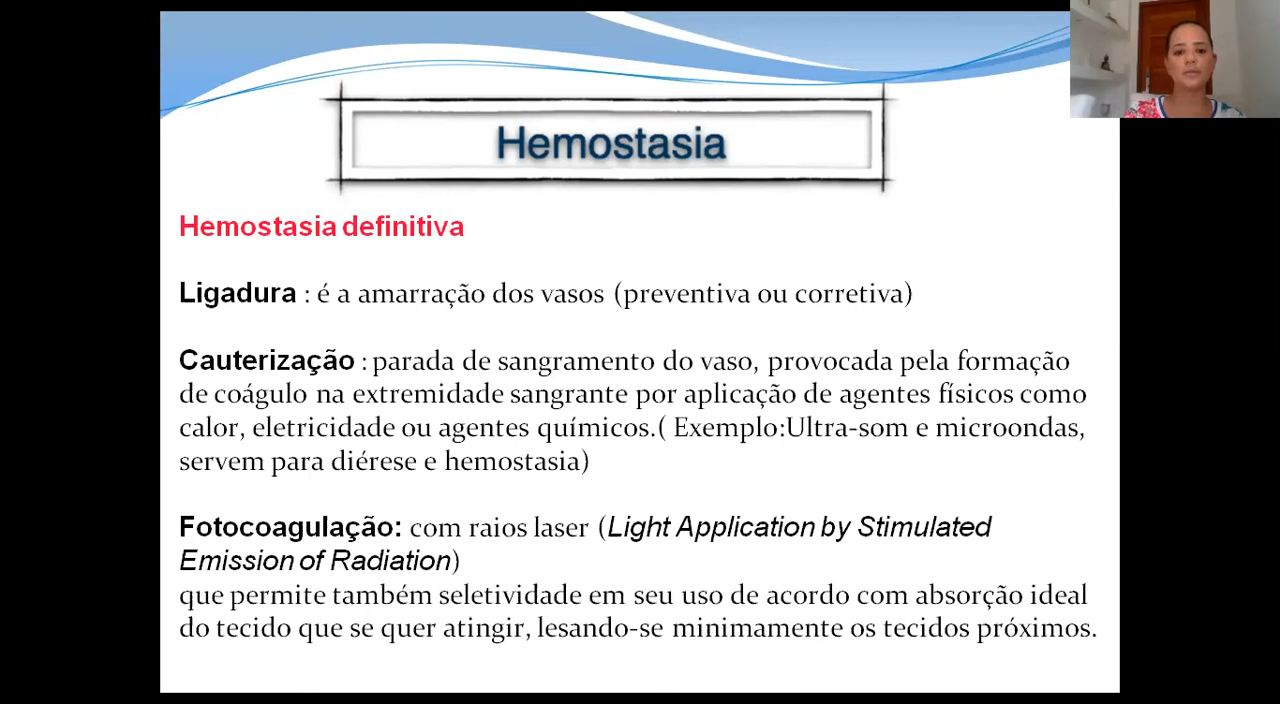 Hemostasia
Hemostasia definitiva
Ligadura : é a amarração dos vasos (preventiva ou corretiva)
Cauterização : parada de sangramento do vaso, provocada pela formação
de coágulo na extremidade sangrante por aplicação de agentes físicos como
calor, eletricidade ou agentes químicos.( Exemplo:Ultra-som e microondas,
servem para diérese e hemostasia)
Fotocoagulação: com raios laser (Light Application by Stimulated
Emission of Radiation)
que permite também seletividade em seu uso de acordo com absorção ideal
do tecido que se quer atingir, lesando-se minimamente os tecidos próximos.